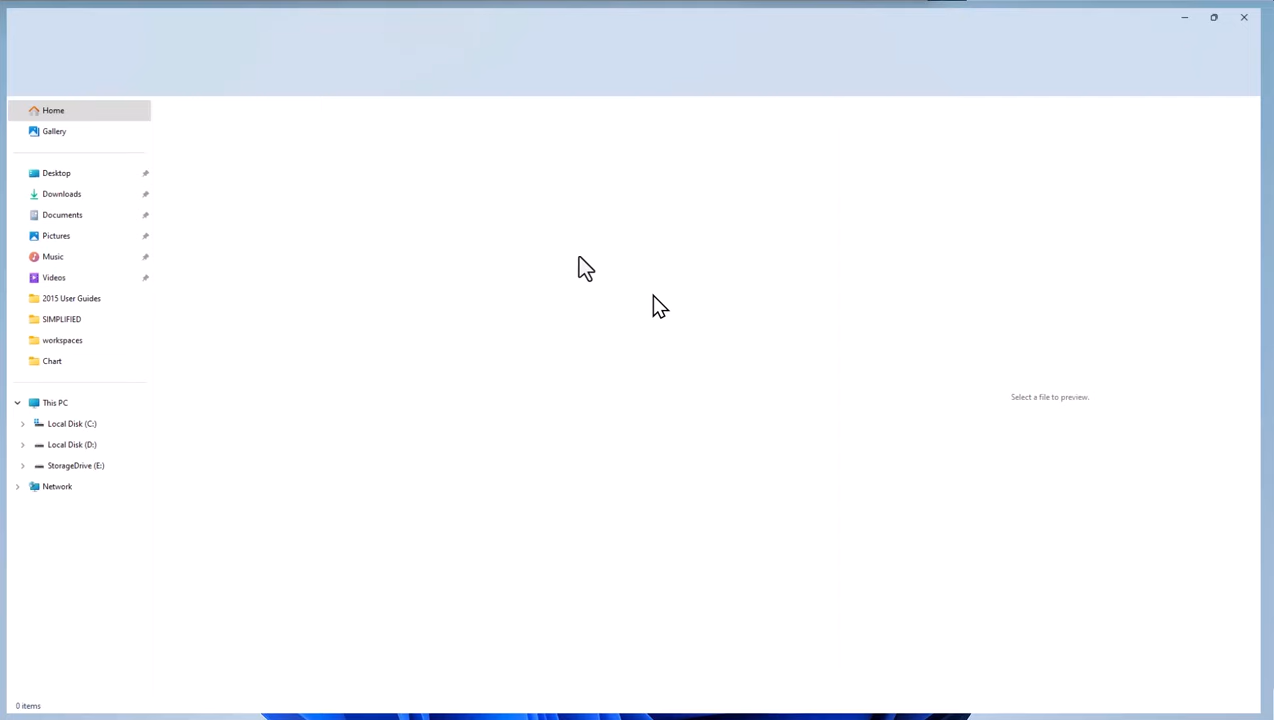 Home
Gallery
Desktop
Downloads
Documents
Pictures
Music
Videos
2015 User Guides
SIMPLIFIED
workspaces
Chart
This PC
Local Disk (C:)
Local Disk (D:)
StorageDrive (E:)
Network
Select a file to preview.
0 items